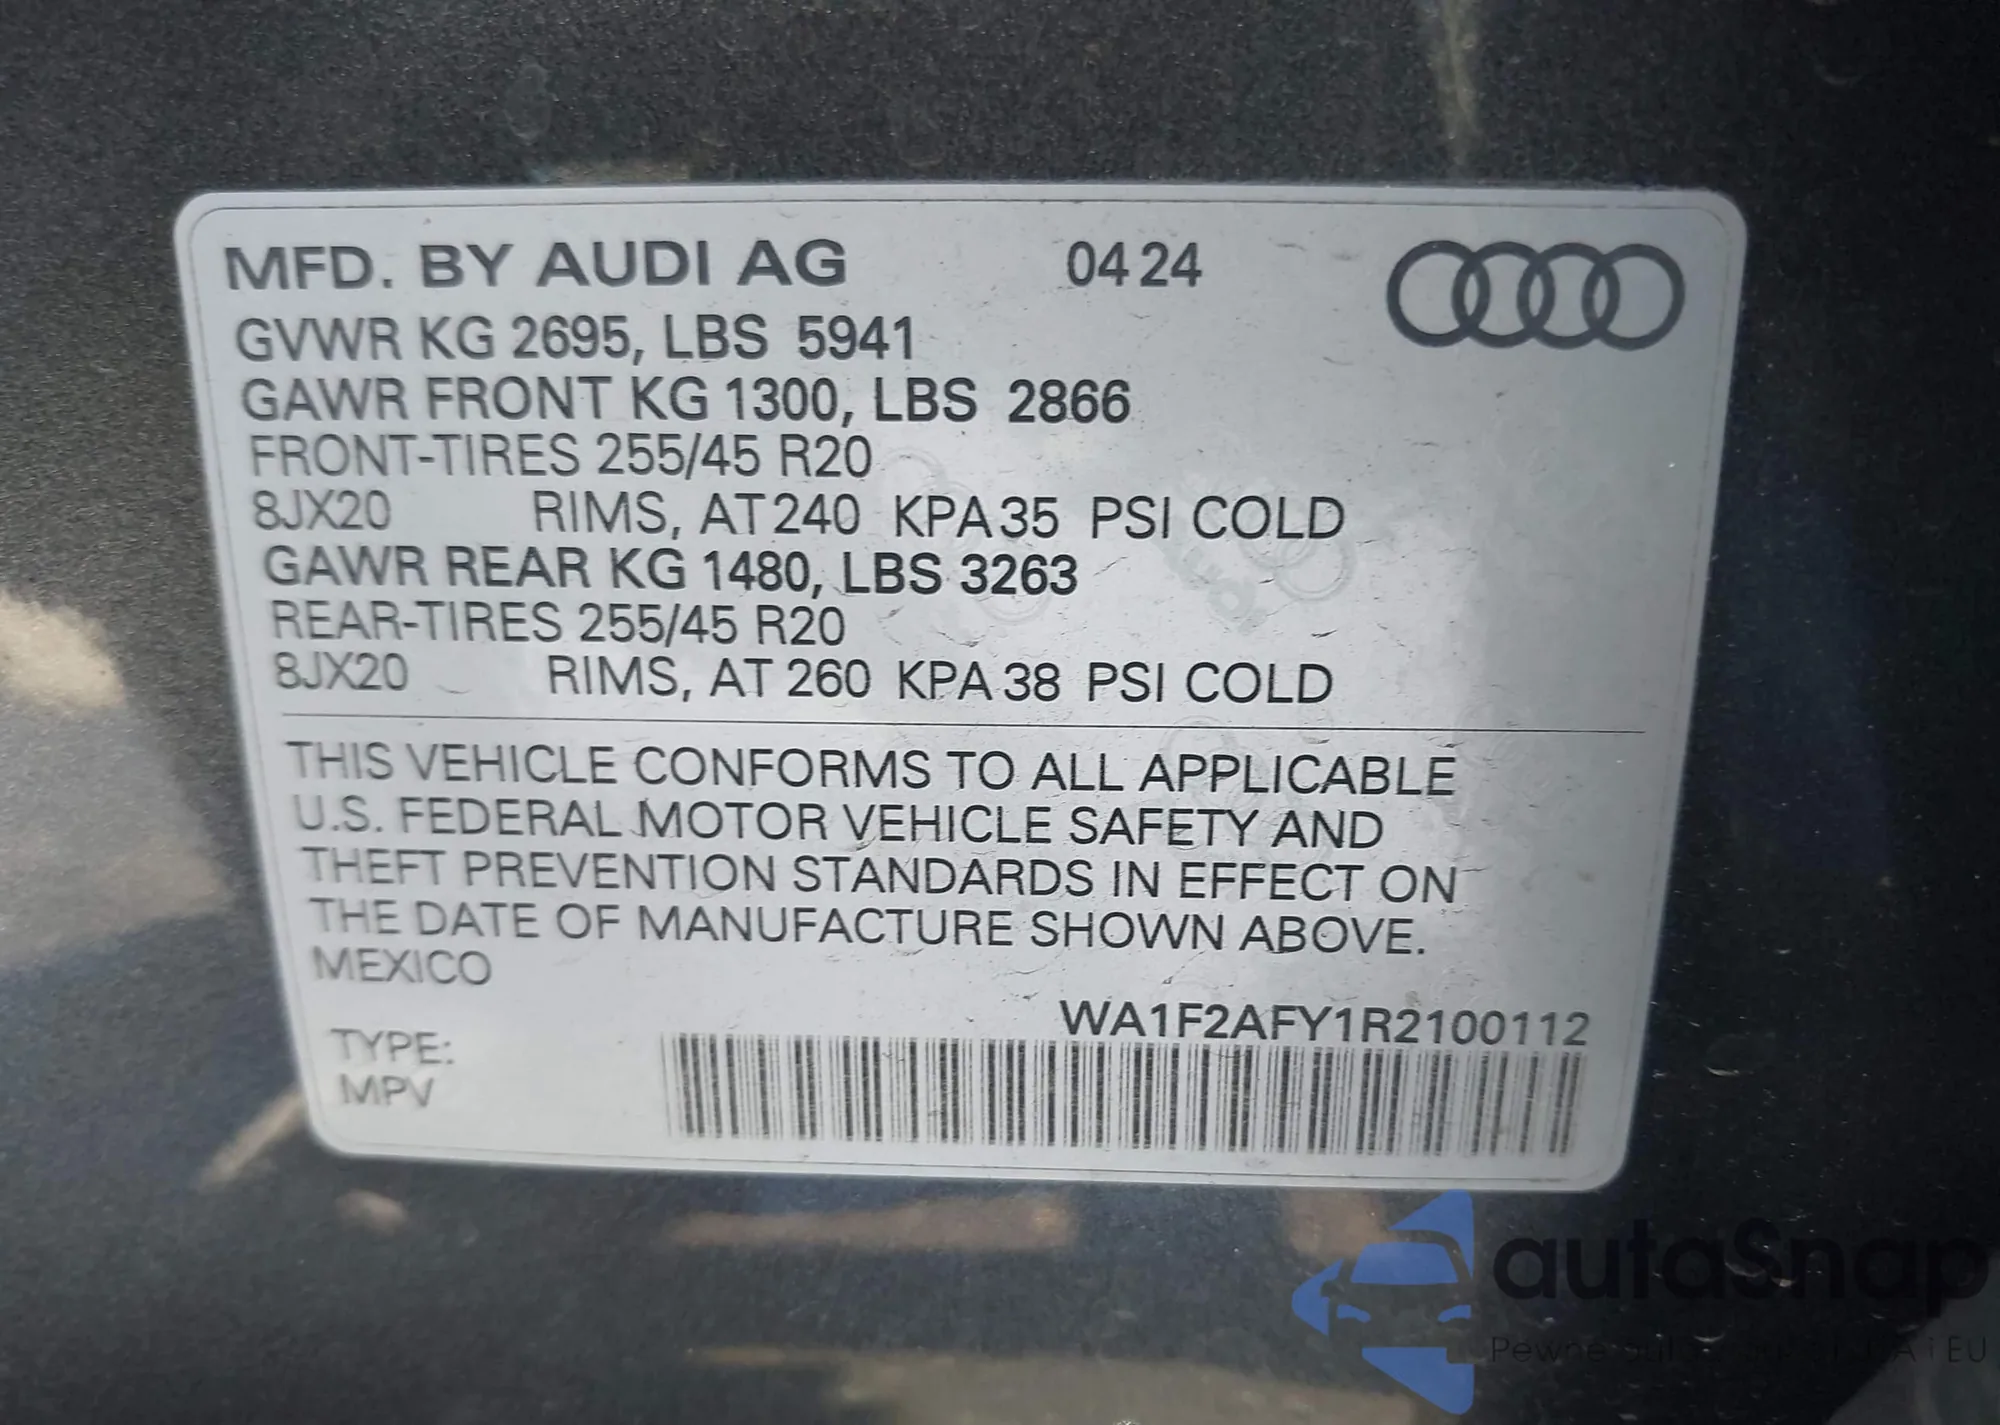 MFD. BY AUDI AG 04 24
GVWR KG 2695, LBS 5941
GAWR FRONT KG 1300, LBS 2866
FRONT-TIRES 255/45 R20
8JX20 RIMS, AT 240 KPA 35 PSI COLD
GAWR REAR KG 1480, LBS 3263
REAR-TIRES 255/45 R20
8JX20 RIMS, AT 260 KPA 38 PSI COLD
THIS VEHICLE CONFORMS TO ALL APPLICABLE
U.S. FEDERAL MOTOR VEHICLE SAFETY AND
THEFT PREVENTION STANDARDS IN EFFECT ON
THE DATE OF MANUFACTURE SHOWN ABOVE.
MEXICO
WA1F2AFY1R2100112
TYPE:
MPV
autaSnap
Pewne i EU